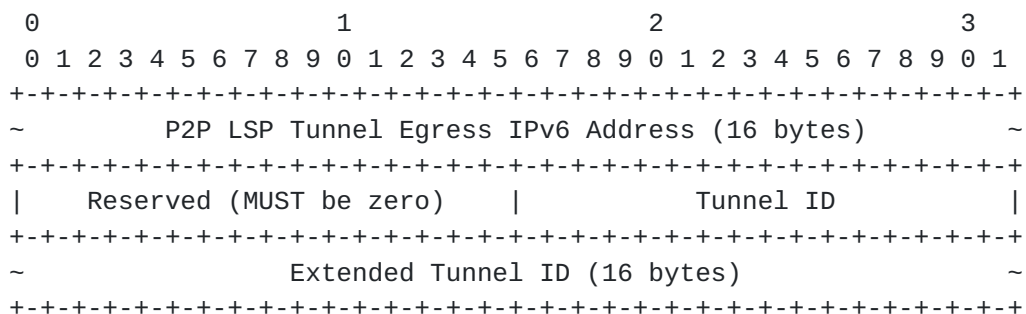 0                   1                   2                   3
 0 1 2 3 4 5 6 7 8 9 0 1 2 3 4 5 6 7 8 9 0 1 2 3 4 5 6 7 8 9 0 1
+-+-+-+-+-+-+-+-+-+-+-+-+-+-+-+-+-+-+-+-+-+-+-+-+-+-+-+-+-+-+-+-+
~          P2P LSP Tunnel Egress IPv6 Address (16 bytes)         ~
+-+-+-+-+-+-+-+-+-+-+-+-+-+-+-+-+-+-+-+-+-+-+-+-+-+-+-+-+-+-+-+-+
|    Reserved (MUST be zero)    |           Tunnel ID           |
+-+-+-+-+-+-+-+-+-+-+-+-+-+-+-+-+-+-+-+-+-+-+-+-+-+-+-+-+-+-+-+-+
~                 Extended Tunnel ID (16 bytes)                 ~
+-+-+-+-+-+-+-+-+-+-+-+-+-+-+-+-+-+-+-+-+-+-+-+-+-+-+-+-+-+-+-+-+